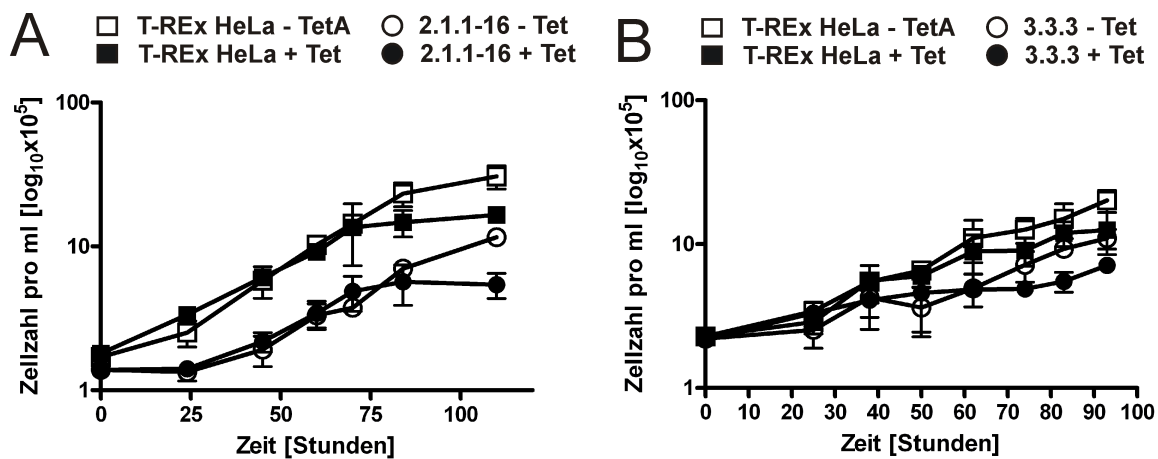 A
T-REx HeLa - TetA
2.1.1-16 - Tet
T-REx HeLa + Tet
2.1.1-16 + Tet
Zellzahl pro ml [log10x10^5]
100
10
1
0
25
50
75
100
Zeit [Stunden]
B
T-REx HeLa - TetA
3.3.3 - Tet
T-REx HeLa + Tet
3.3.3 + Tet
Zellzahl pro ml [log10x10^5]
100
10
1
0
10
20
30
40
50
60
70
80
90
100
Zeit [Stunden]